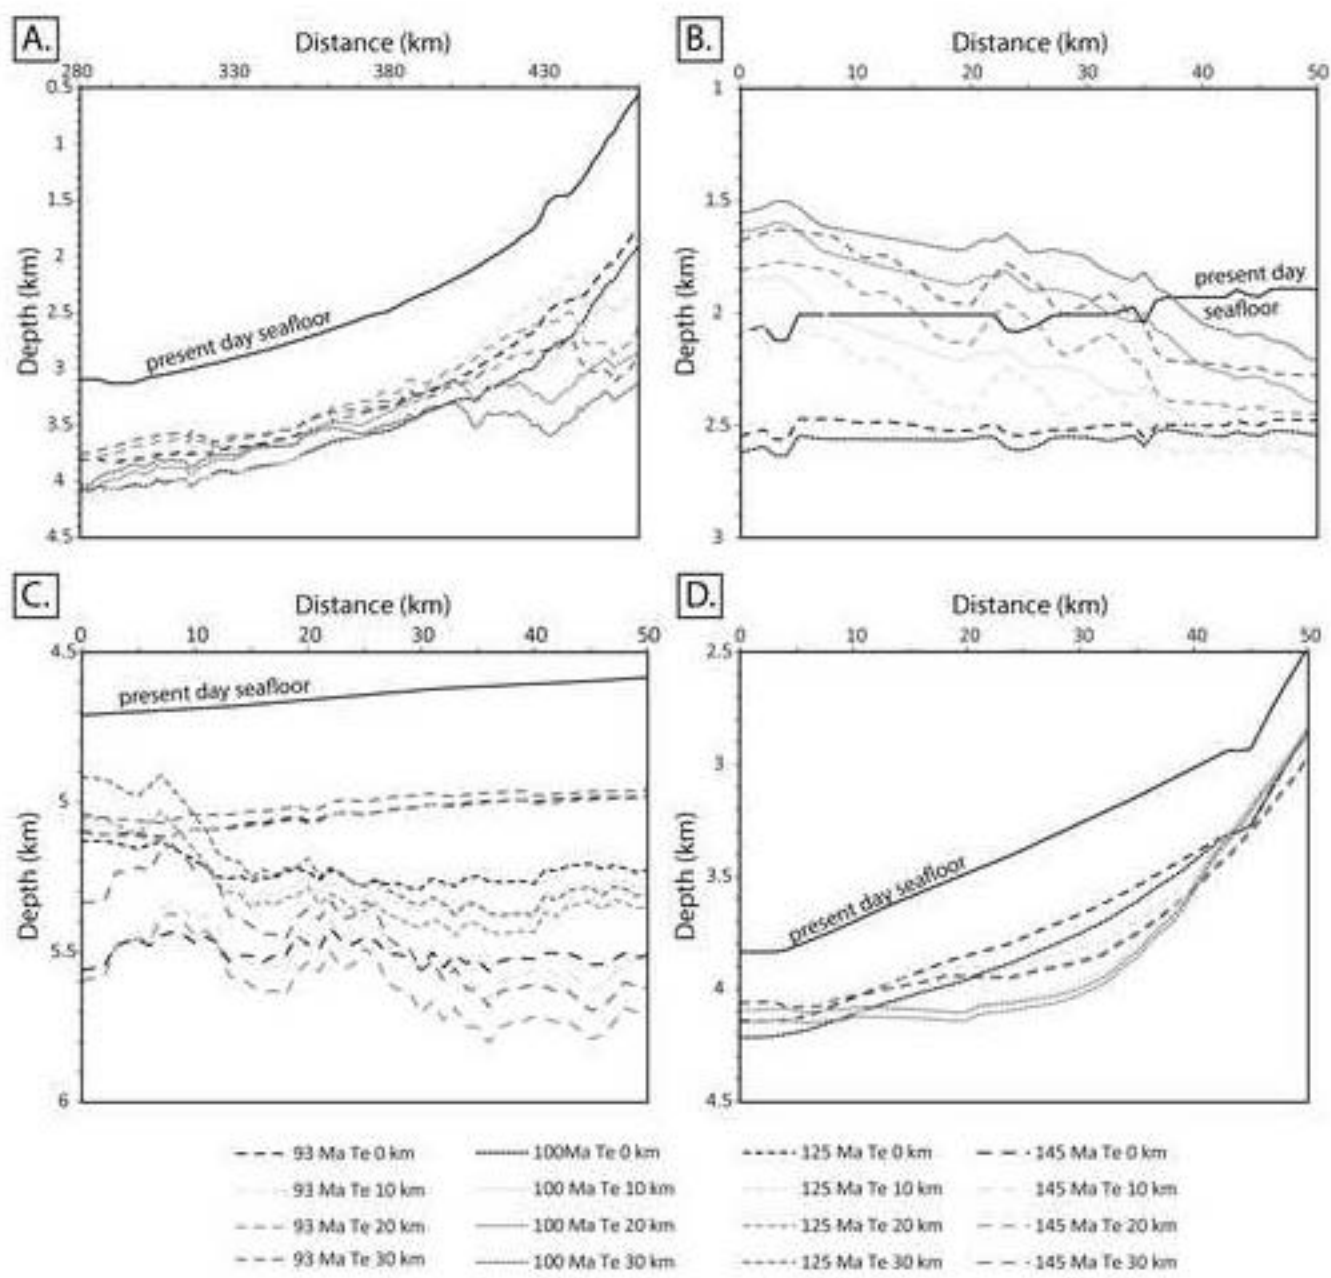 A.
Distance (km)
280 330 380 430
0.5
1
1.5
2
2.5
3
3.5
4
4.5
Depth (km)
present day seafloor
B.
Distance (km)
0 10 20 30 40 50
1
1.5
2
2.5
3
Depth (km)
present day
seafloor
C.
Distance (km)
0 10 20 30 40 50
4.5
5
5.5
6
Depth (km)
present day seafloor
D.
Distance (km)
0 10 20 30 40 50
2.5
3
3.5
4
4.5
Depth (km)
present day seafloor
93 Ma Te 0 km
93 Ma Te 10 km
93 Ma Te 20 km
93 Ma Te 30 km
100Ma Te 0 km
100 Ma Te 10 km
100 Ma Te 20 km
100 Ma Te 30 km
125 Ma Te 0 km
125 Ma Te 10 km
125 Ma Te 20 km
125 Ma Te 30 km
145 Ma Te 0 km
145 Ma Te 10 km
145 Ma Te 20 km
145 Ma Te 30 km